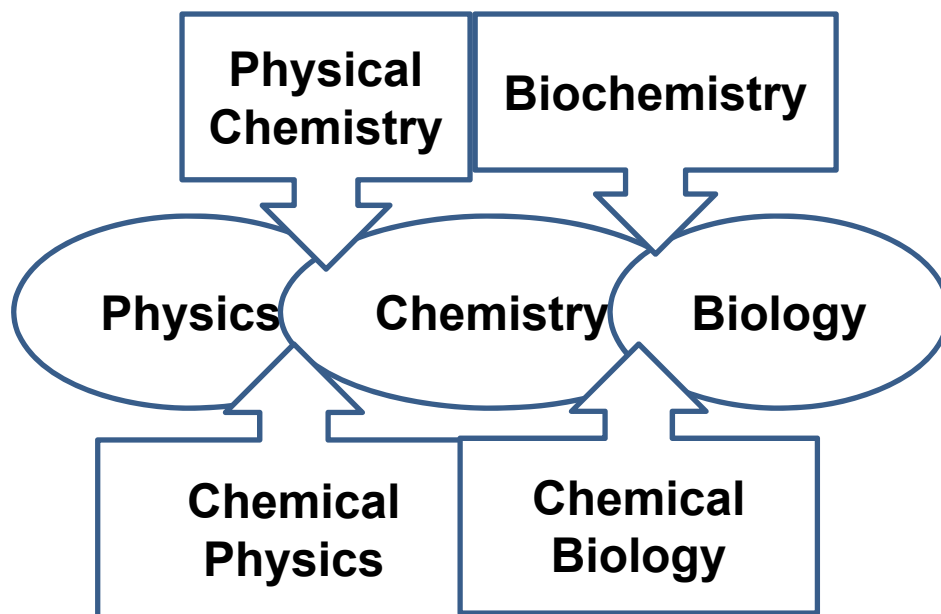 Physical
Chemistry
Biochemistry
Physics
Chemistry
Biology
Chemical
Physics
Chemical
Biology